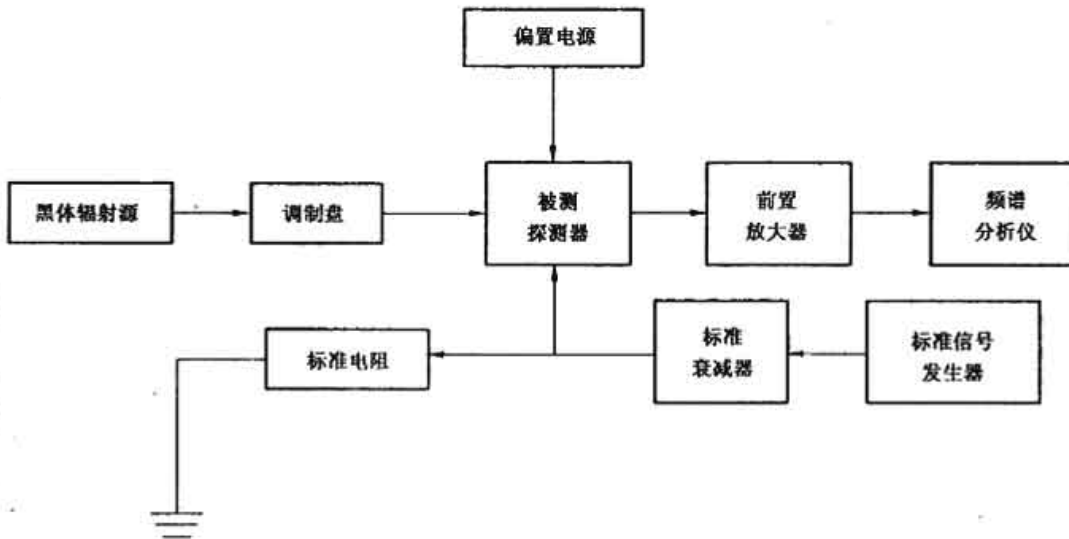 偏置电源
黑体辐射源
调制盘
被测
探测器
前置
放大器
频谱
分析仪
标准电阻
标准
衰减器
标准信号
发生器